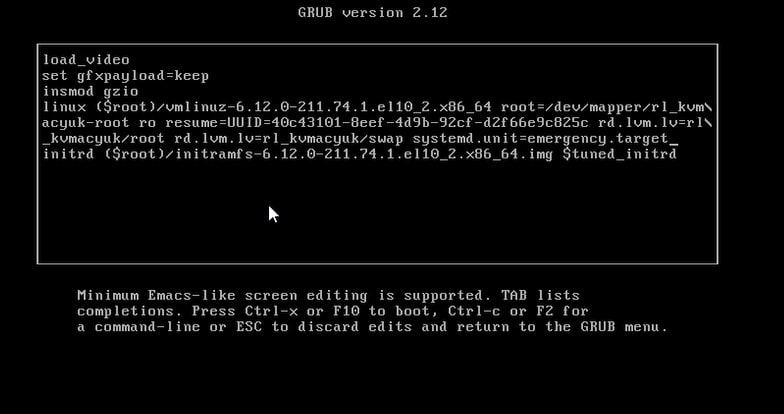 GRUB version 2.12
load_video
set gfxpayload=keep
insmod gzio
linux ($root)/vmlinuz-6.12.0-211.74.1.el10_2.x86_64 root=/dev/mapper/rl_kvm\
acyuk-root ro resume=UUID=40c43101-8eef-4d9b-92cf-d2f66e9c825c rd.lvm.lv=rl\
_kvmacyuk/root rd.lvm.lv=rl_kvmacyuk/swap systemd.unit=emergency.target_
initrd ($root)/initramfs-6.12.0-211.74.1.el10_2.x86_64.img $tuned_initrd
Minimum Emacs-like screen editing is supported. TAB lists
completions. Press Ctrl-x or F10 to boot, Ctrl-c or F2 for
a command-line or ESC to discard edits and return to the GRUB menu.